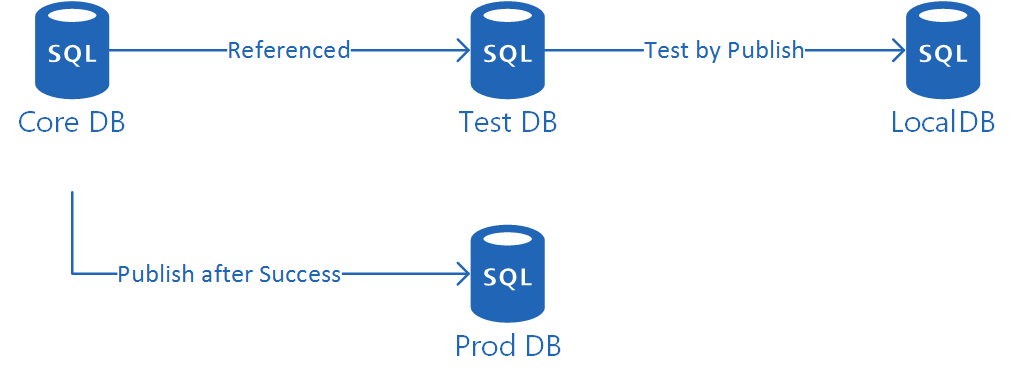 SQL Referenced SQL Test by Publish SQL
Core DB Test DB LocalDB
Publish after Success SQL
Prod DB